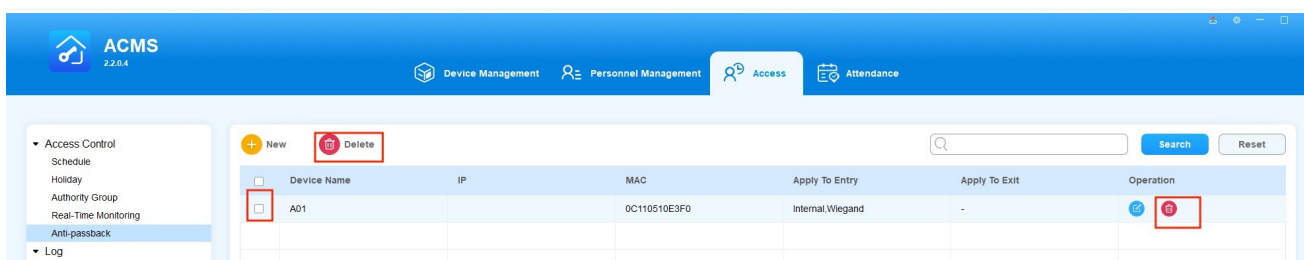 ACMS
2.2.0.4
Device Management
Personnel Management
Access
Attendance
Access Control
Schedule
Holiday
Authority Group
Real-Time Monitoring
Anti-passback
Log
New
Delete
Search
Reset
Device Name IP MAC Apply To Entry Apply To Exit Operation
A01 0C110510E3F0 Internal,Wiegand -